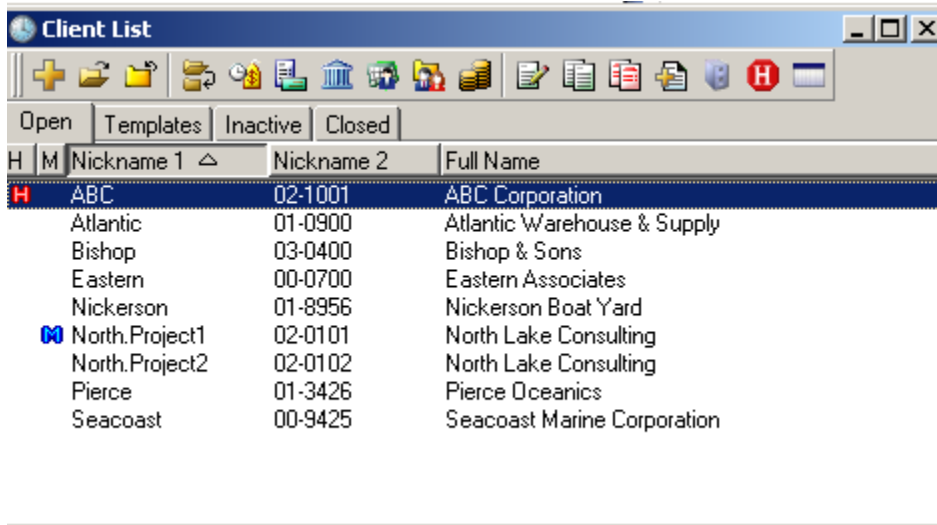 Client List
H
Open Templates Inactive Closed
H M Nickname 1 Nickname 2 Full Name
H ABC 02-1001 ABC Corporation
Atlantic 01-0900 Atlantic Warehouse & Supply
Bishop 03-0400 Bishop & Sons
Eastern 00-0700 Eastern Associates
Nickerson 01-8956 Nickerson Boat Yard
M North.Project1 02-0101 North Lake Consulting
North.Project2 02-0102 North Lake Consulting
Pierce 01-3426 Pierce Oceanics
Seacoast 00-9425 Seacoast Marine Corporation